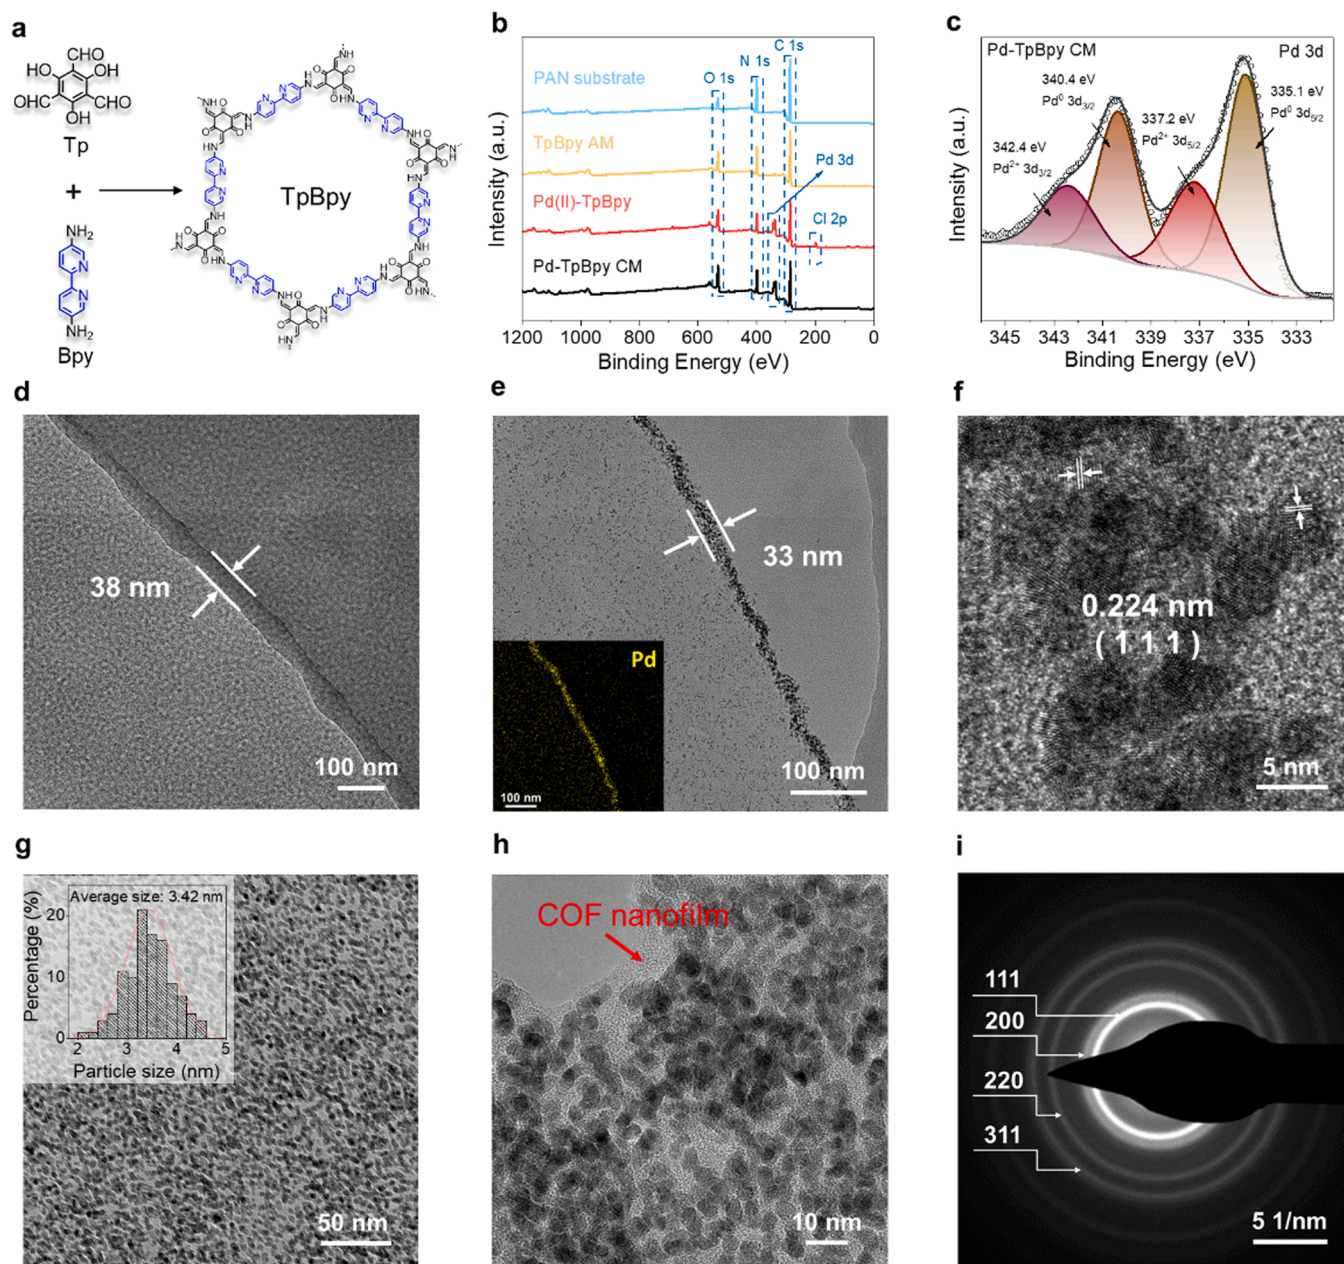 a
CHO
HO
OH
OHC
CHO
OH
Tp
+
NH₂
N
N
NH₂
Bpy
TpBpy
b
PAN substrate
TpBpy AM
Pd(II)-TpBpy
Pd-TpBpy CM
O 1s
N 1s
C 1s
Pd 3d
Cl 2p
Intensity (a.u.)
1200 1000 800 600 400 200 0
Binding Energy (eV)
c
Pd-TpBpy CM
Pd 3d
340.4 eV
Pd⁰ 3d₃/₂
335.1 eV
Pd⁰ 3d₅/₂
337.2 eV
Pd²⁺ 3d₅/₂
342.4 eV
Pd²⁺ 3d₃/₂
Intensity (a.u.)
345 343 341 339 337 335 333
Binding Energy (eV)
d
38 nm
100 nm
e
33 nm
Pd
100 nm
100 nm
f
0.224 nm
( 1 1 1 )
5 nm
g
Average size: 3.42 nm
Percentage (%)
20
10
0
2 3 4 5
Particle size (nm)
50 nm
h
COF nanofilm
10 nm
i
111
200
220
311
5 1/nm